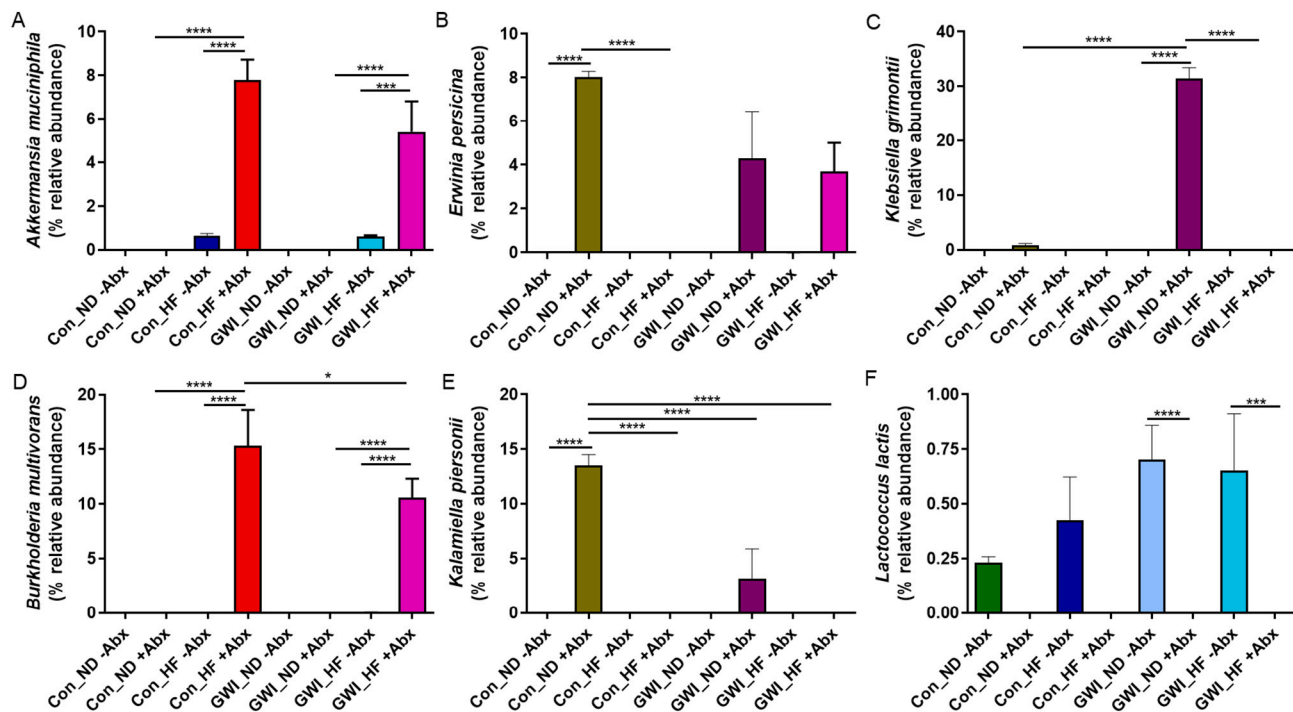 A
Akkermansia muciniphila
(% relative abundance)
10
8
6
4
2
0
****
****
****
***
Con_ND -Abx
Con_ND +Abx
Con_HF -Abx
Con_HF +Abx
GWI_ND -Abx
GWI_ND +Abx
GWI_HF -Abx
GWI_HF +Abx
B
Erwinia persicina
(% relative abundance)
10
8
6
4
2
0
****
****
Con_ND -Abx
Con_ND +Abx
Con_HF -Abx
Con_HF +Abx
GWI_ND -Abx
GWI_ND +Abx
GWI_HF -Abx
GWI_HF +Abx
C
Klebsiella grimontii
(% relative abundance)
40
30
20
10
0
****
****
****
Con_ND -Abx
Con_ND +Abx
Con_HF -Abx
Con_HF +Abx
GWI_ND -Abx
GWI_ND +Abx
GWI_HF -Abx
GWI_HF +Abx
D
Burkholderia multivorans
(% relative abundance)
20
15
10
5
0
*
****
****
****
****
Con_ND -Abx
Con_ND +Abx
Con_HF -Abx
Con_HF +Abx
GWI_ND -Abx
GWI_ND +Abx
GWI_HF -Abx
GWI_HF +Abx
E
Kalamiella piersonii
(% relative abundance)
20
15
10
5
0
****
****
****
****
Con_ND -Abx
Con_ND +Abx
Con_HF -Abx
Con_HF +Abx
GWI_ND -Abx
GWI_ND +Abx
GWI_HF -Abx
GWI_HF +Abx
F
Lactococcus lactis
(% relative abundance)
1.00
0.75
0.50
0.25
0.00
****
***
Con_ND -Abx
Con_ND +Abx
Con_HF -Abx
Con_HF +Abx
GWI_ND -Abx
GWI_ND +Abx
GWI_HF -Abx
GWI_HF +Abx